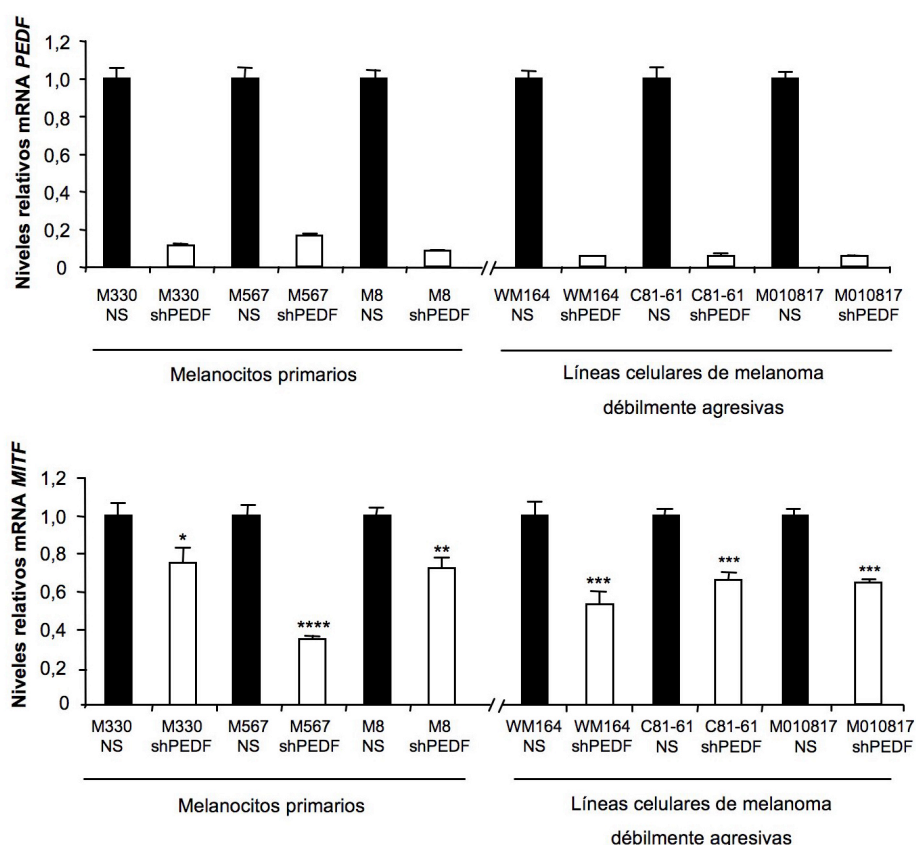 Niveles relativos mRNA PEDF
1,2
1,0
0,8
0,6
0,4
0,2
0
M330 NS
M330 shPEDF
M567 NS
M567 shPEDF
M8 NS
M8 shPEDF
//
WM164 NS
WM164 shPEDF
C81-61 NS
C81-61 shPEDF
M010817 NS
M010817 shPEDF
Melanocitos primarios
Líneas celulares de melanoma
débilmente agresivas
Niveles relativos mRNA MITF
1,2
1,0
0,8
0,6
0,4
0,2
0
*
****
**
***
***
***
M330 NS
M330 shPEDF
M567 NS
M567 shPEDF
M8 NS
M8 shPEDF
//
WM164 NS
WM164 shPEDF
C81-61 NS
C81-61 shPEDF
M010817 NS
M010817 shPEDF
Melanocitos primarios
Líneas celulares de melanoma
débilmente agresivas